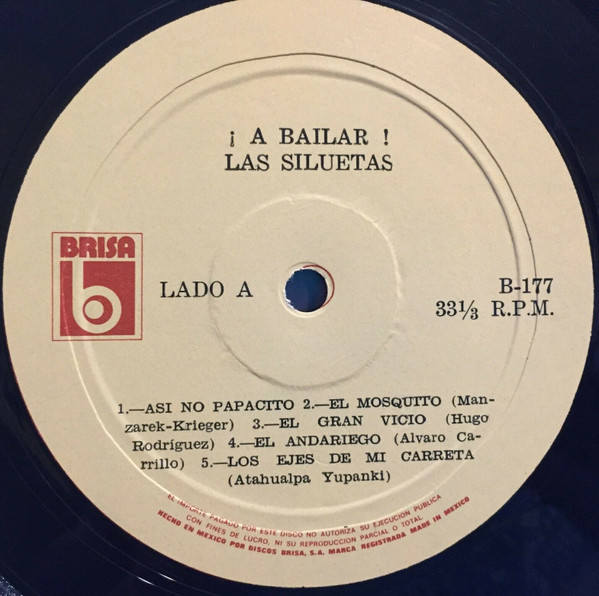 ¡ A BAILAR !
LAS SILUETAS
BRISA
b
LADO A
B-177
33⅓ R.P.M.
1.—ASI NO PAPACITO 2.—EL MOSQUITO (Man-
zarek-Krieger) 3.—EL GRAN VICIO (Hugo
Rodríguez) 4.—EL ANDARIEGO (Alvaro Ca-
rrillo) 5.—LOS EJES DE MI CARRETA
(Atahualpa Yupanki)
EL IMPORTE PAGADO POR ESTE DISCO NO AUTORIZA SU EJECUCION PUBLICA
CON FINES DE LUCRO, NI SU REPRODUCCION PARCIAL O TOTAL
HECHO EN MEXICO POR DISCOS BRISA, S.A. MARCA REGISTRADA MADE IN MEXICO